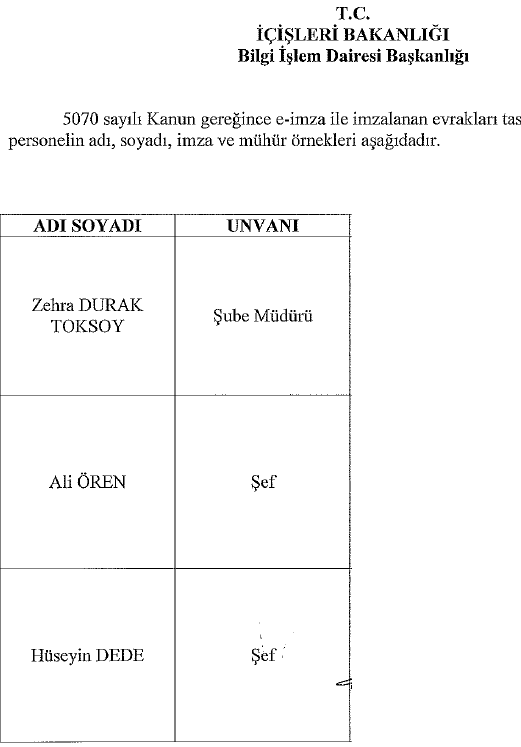 T.C.
İÇİŞLERİ BAKANLIĞI
Bilgi İşlem Dairesi Başkanlığı
5070 sayılı Kanun gereğince e-imza ile imzalanan evrakları tas
personelin adı, soyadı, imza ve mühür örnekleri aşağıdadır.
ADI SOYADI UNVANI
Zehra DURAK
TOKSOY
Şube Müdürü
Ali ÖREN Şef
Hüseyin DEDE Şef